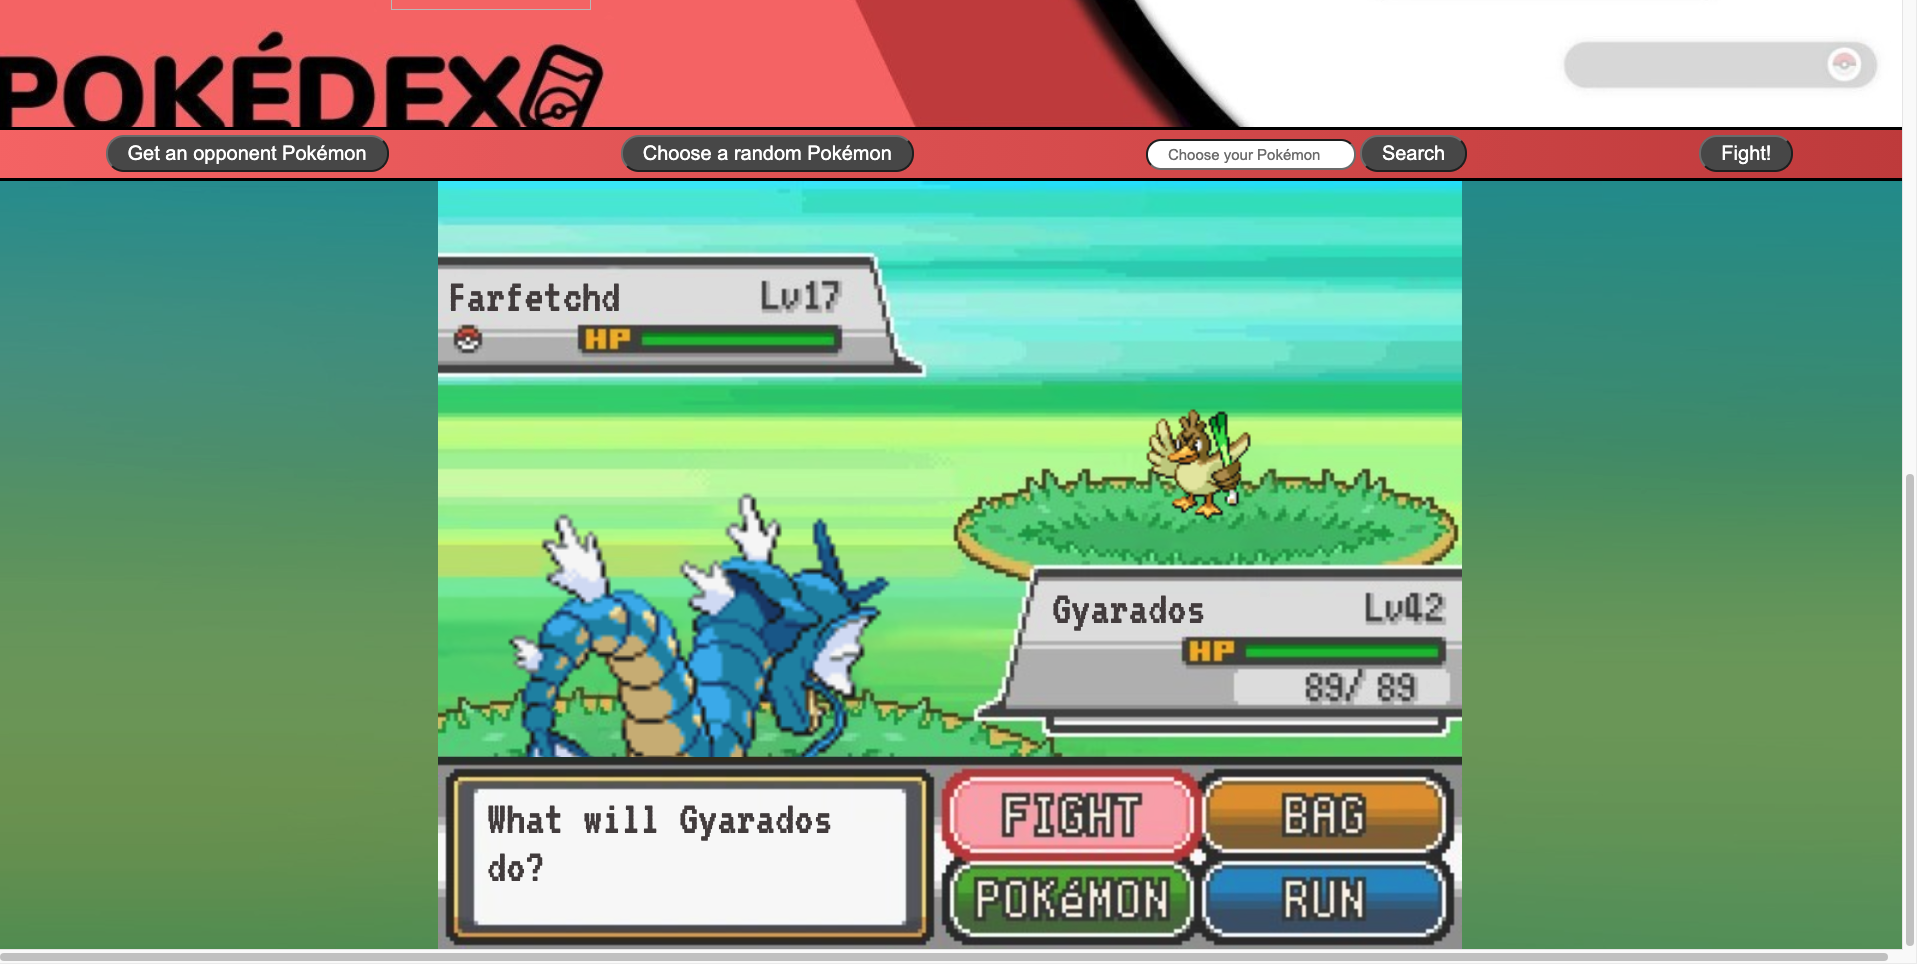 POKÉDEX
Get an opponent Pokémon
Choose a random Pokémon
Choose your Pokémon
Search
Fight!
Farfetchd Lv17
HP
Gyarados Lv42
HP
89/ 89
What will Gyarados
do?
FIGHT
BAG
POKéMON
RUN